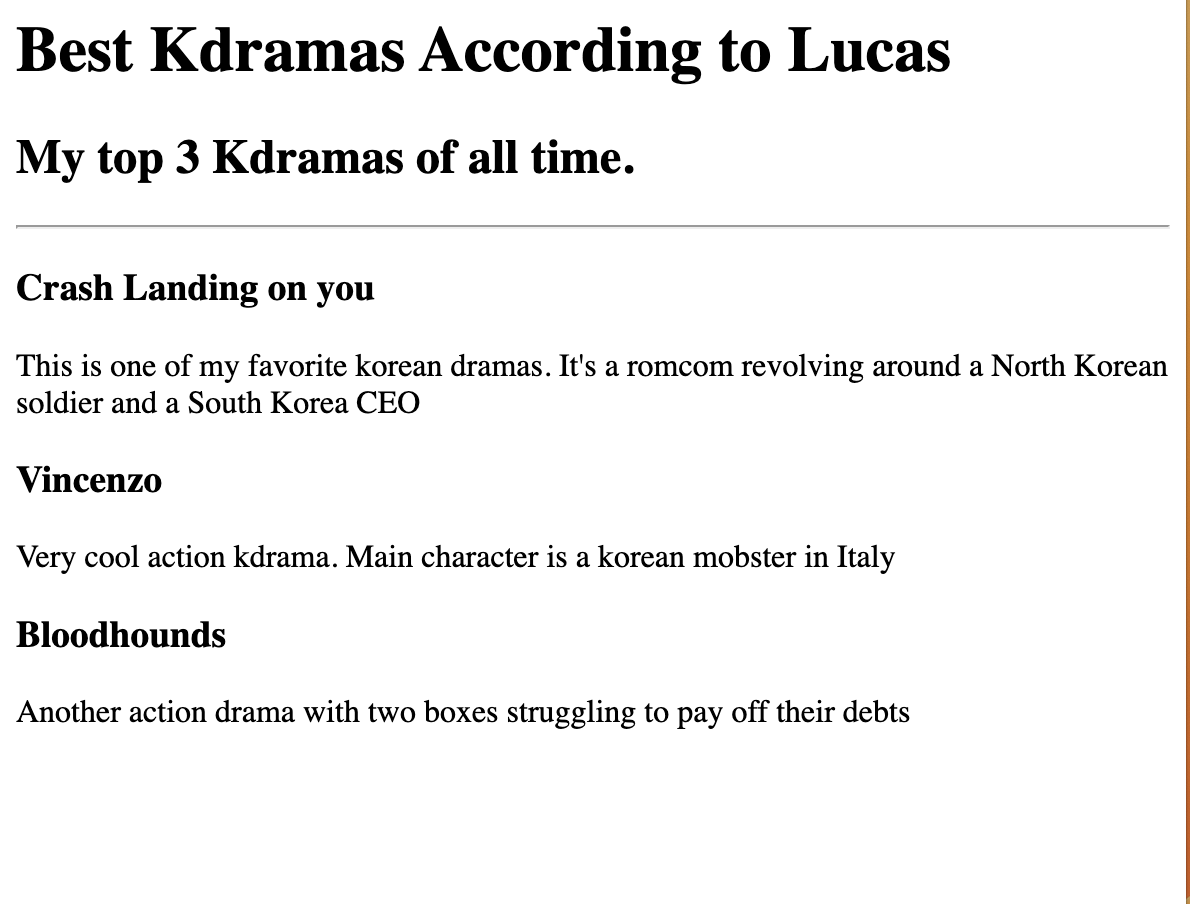 Best Kdramas According to Lucas
My top 3 Kdramas of all time.
Crash Landing on you
This is one of my favorite korean dramas. It's a romcom revolving around a North Korean
soldier and a South Korea CEO
Vincenzo
Very cool action kdrama. Main character is a korean mobster in Italy
Bloodhounds
Another action drama with two boxes struggling to pay off their debts